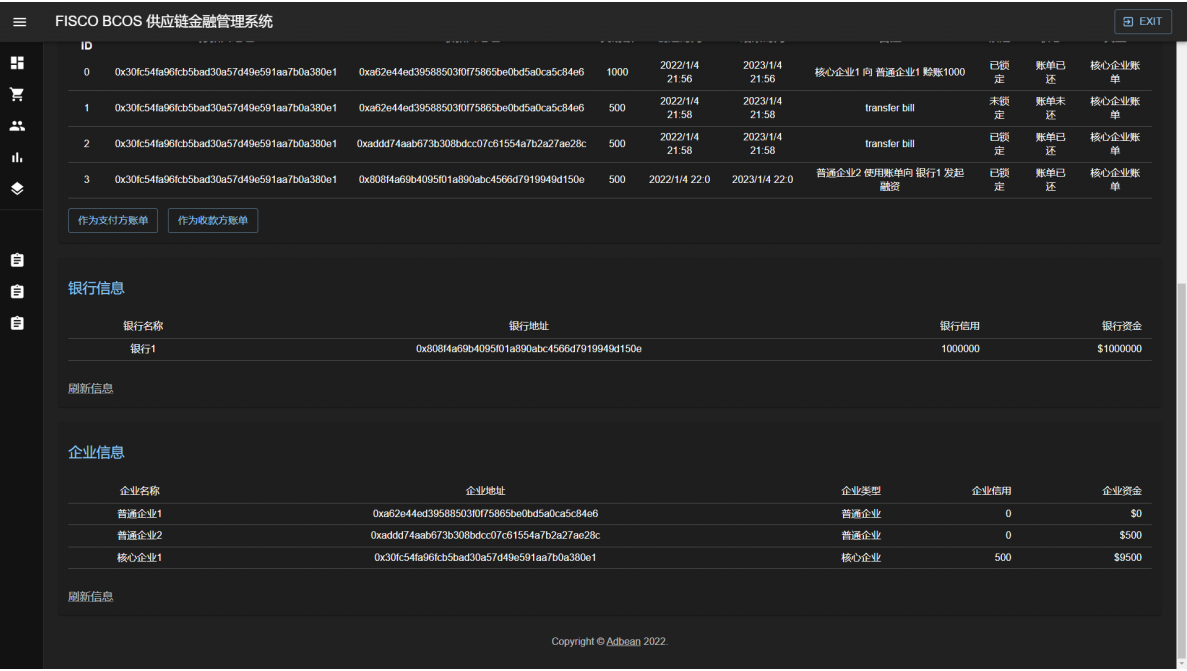 FISCO BCOS 供应链金融管理系统
EXIT
ID
0 0x30fc54fa96fcb5bad30a57d49e591aa7b0a380e1 0xa62e44ed39588503f0f75865be0bd5a0ca5c84e6 1000 2022/1/4 21:56 2023/1/4 21:56 核心企业1 向 普通企业1 赊账1000 已锁定 账单已还 核心企业账单
1 0x30fc54fa96fcb5bad30a57d49e591aa7b0a380e1 0xa62e44ed39588503f0f75865be0bd5a0ca5c84e6 500 2022/1/4 21:58 2023/1/4 21:58 transfer bill 未锁定 账单未还 核心企业账单
2 0x30fc54fa96fcb5bad30a57d49e591aa7b0a380e1 0xaddd74aab673b308bdcc07c61554a7b2a27ae28c 500 2022/1/4 21:58 2023/1/4 21:58 transfer bill 已锁定 账单已还 核心企业账单
3 0x30fc54fa96fcb5bad30a57d49e591aa7b0a380e1 0x808f4a69b4095f01a890abc4566d7919949d150e 500 2022/1/4 22:0 2023/1/4 22:0 普通企业2 使用账单向 银行1 发起融资 已锁定 账单已还 核心企业账单
作为支付方账单 作为收款方账单
银行信息
银行名称 银行地址 银行信用 银行资金
银行1 0x808f4a69b4095f01a890abc4566d7919949d150e 1000000 $1000000
刷新信息
企业信息
企业名称 企业地址 企业类型 企业信用 企业资金
普通企业1 0xa62e44ed39588503f0f75865be0bd5a0ca5c84e6 普通企业 0 $0
普通企业2 0xaddd74aab673b308bdcc07c61554a7b2a27ae28c 普通企业 0 $500
核心企业1 0x30fc54fa96fcb5bad30a57d49e591aa7b0a380e1 核心企业 500 $9500
刷新信息
Copyright © Adbean 2022.